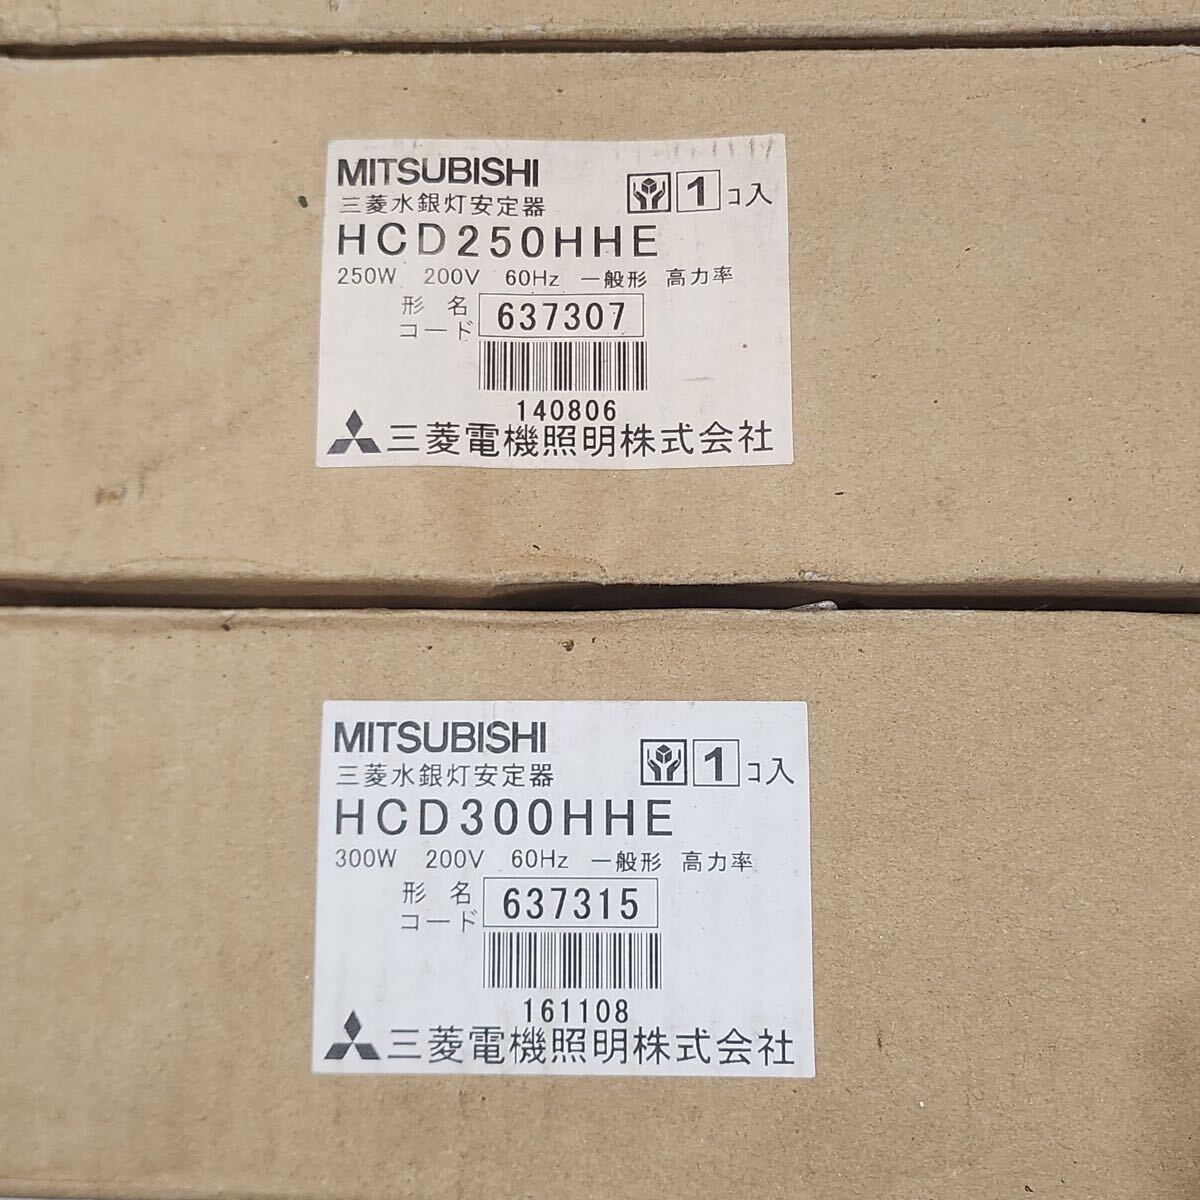 MITSUBISHI
三菱水銀灯安定器 1コ入
HCD250HHE
250W 200V 60Hz 一般形 高力率
形名
コード 637307
140806
三菱電機照明株式会社
MITSUBISHI
三菱水銀灯安定器 1コ入
HCD300HHE
300W 200V 60Hz 一般形 高力率
形名
コード 637315
161108
三菱電機照明株式会社